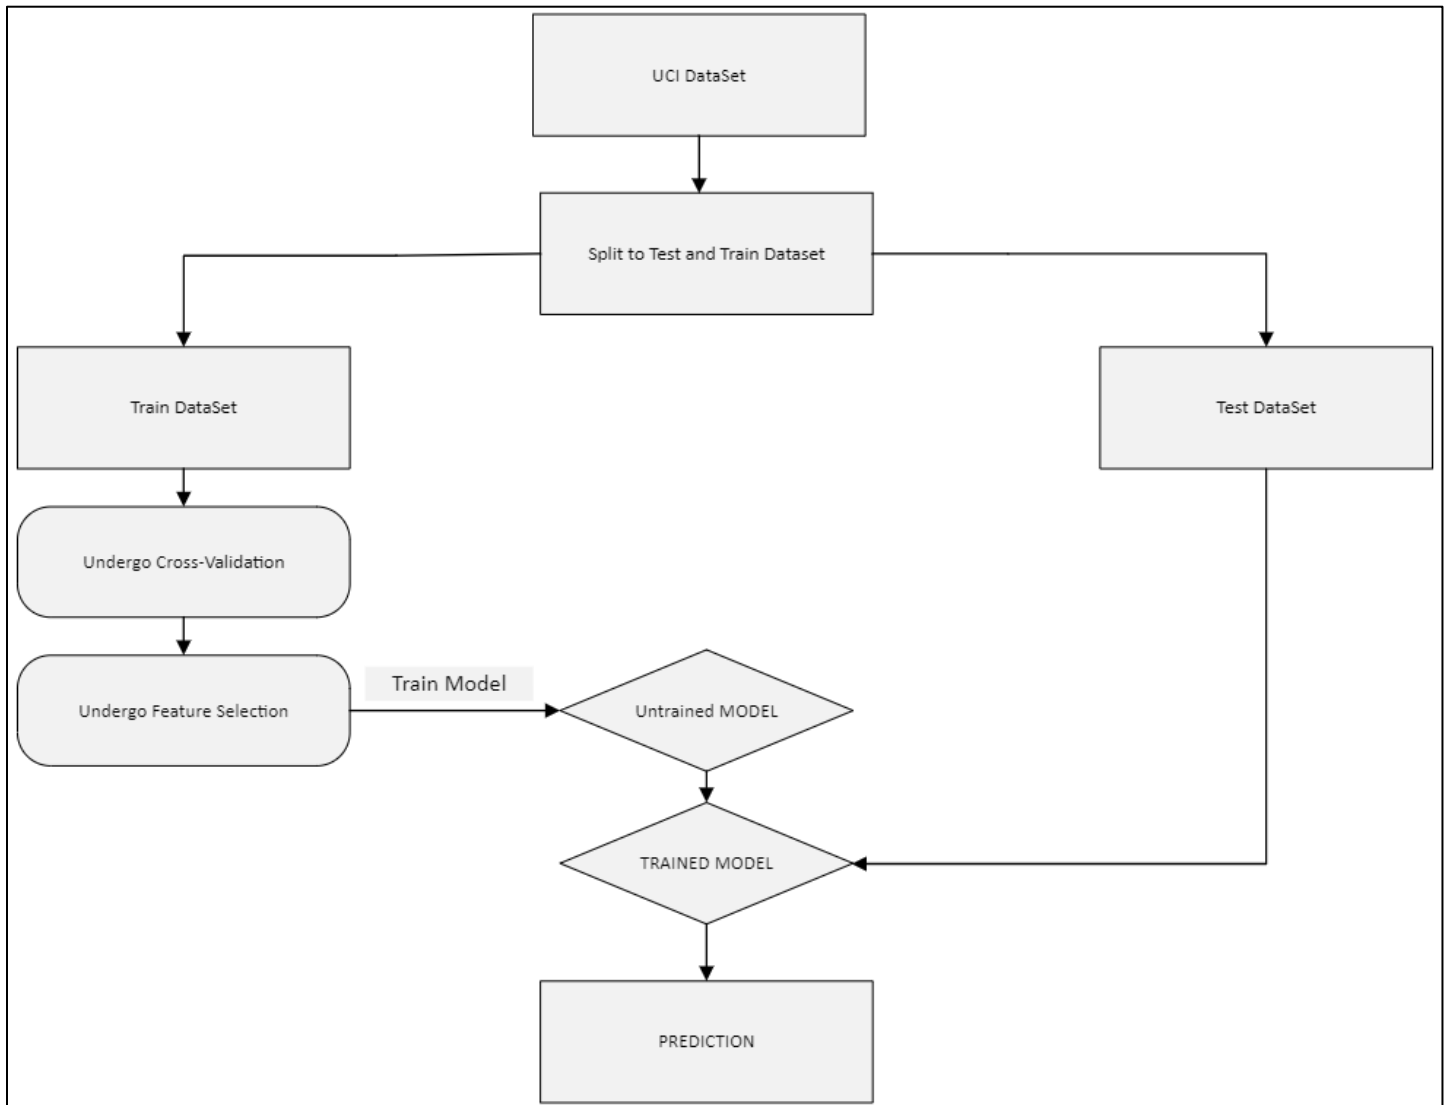 UCI DataSet
Split to Test and Train Dataset
Train DataSet
Test DataSet
Undergo Cross-Validation
Train Model
Undergo Feature Selection
Untrained MODEL
TRAINED MODEL
PREDICTION